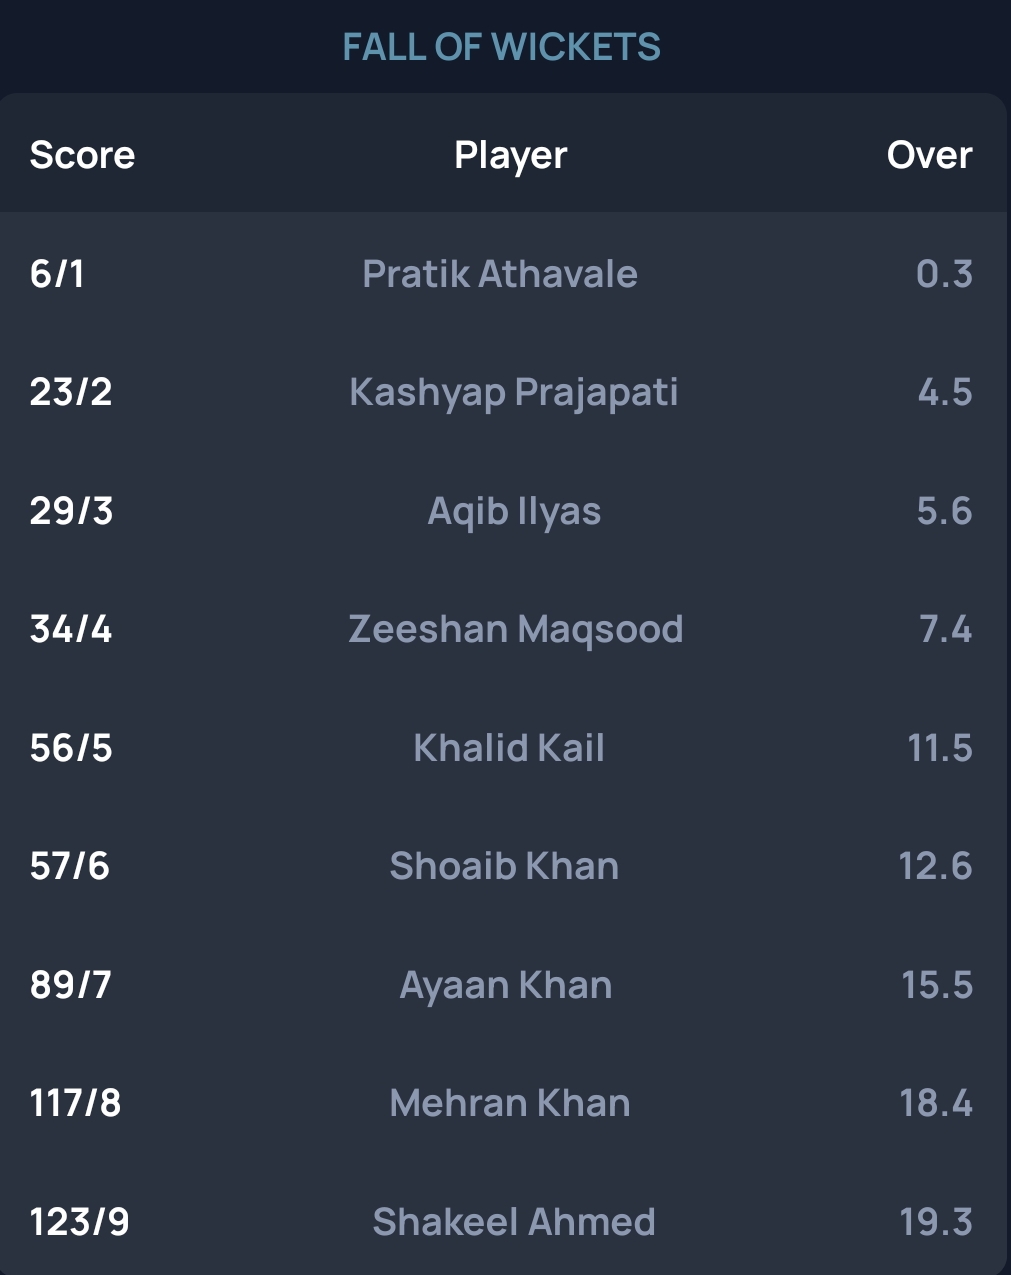 FALL OF WICKETS
Score Player Over
6/1 Pratik Athavale 0.3
23/2 Kashyap Prajapati 4.5
29/3 Aqib Ilyas 5.6
34/4 Zeeshan Maqsood 7.4
56/5 Khalid Kail 11.5
57/6 Shoaib Khan 12.6
89/7 Ayaan Khan 15.5
117/8 Mehran Khan 18.4
123/9 Shakeel Ahmed 19.3